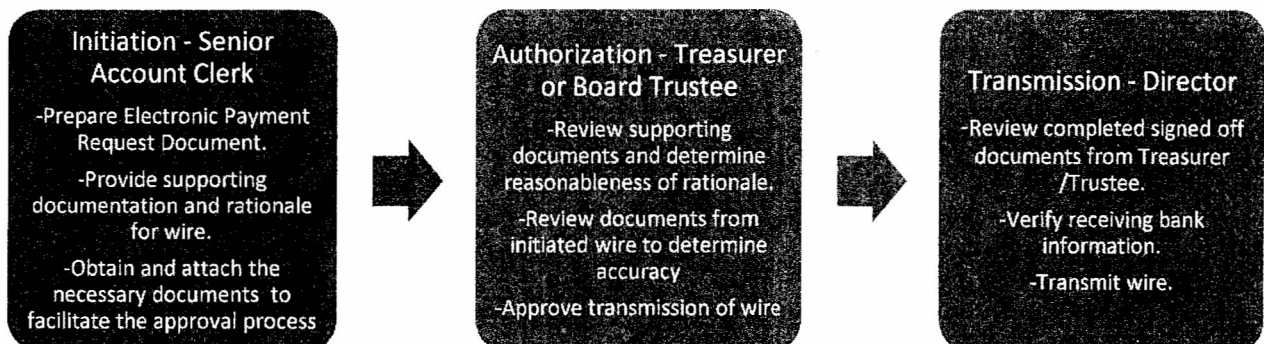 Initiation - Senior
Account Clerk
-Prepare Electronic Payment
Request Document.
-Provide supporting
documentation and rationale
for wire.
-Obtain and attach the
necessary documents to
facilitate the approval process
Authorization - Treasurer
or Board Trustee
-Review supporting
documents and determine
reasonableness of rationale.
-Review documents from
initiated wire to determine
accuracy
-Approve transmission of wire
Transmission - Director
-Review completed signed off
documents from Treasurer
/Trustee.
-Verify receiving bank
information.
-Transmit wire.